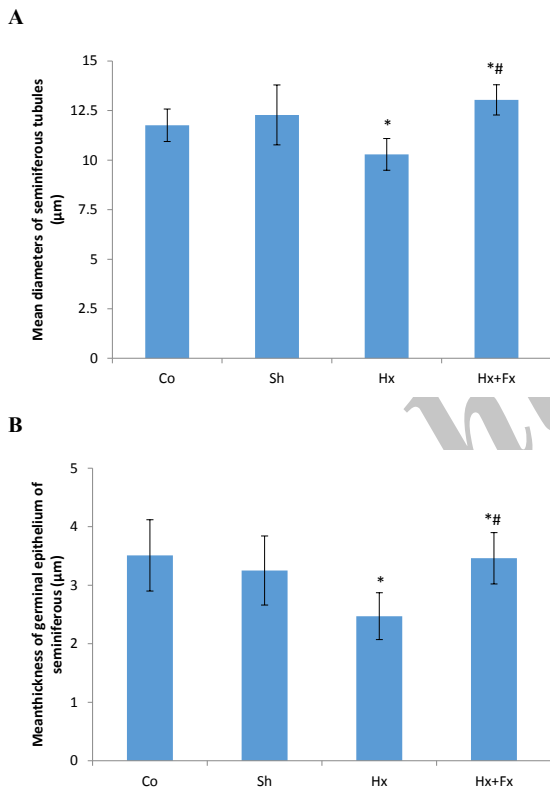 A
Mean diameters of seminiferous tubules
(µm)
15
12.5
10
7.5
5
2.5
0
*
*#
Co Sh Hx Hx+Fx
B
Meanthickness of germinal epithelium of
seminiferous (µm)
5
4
3
2
1
0
*
*#
Co Sh Hx Hx+Fx